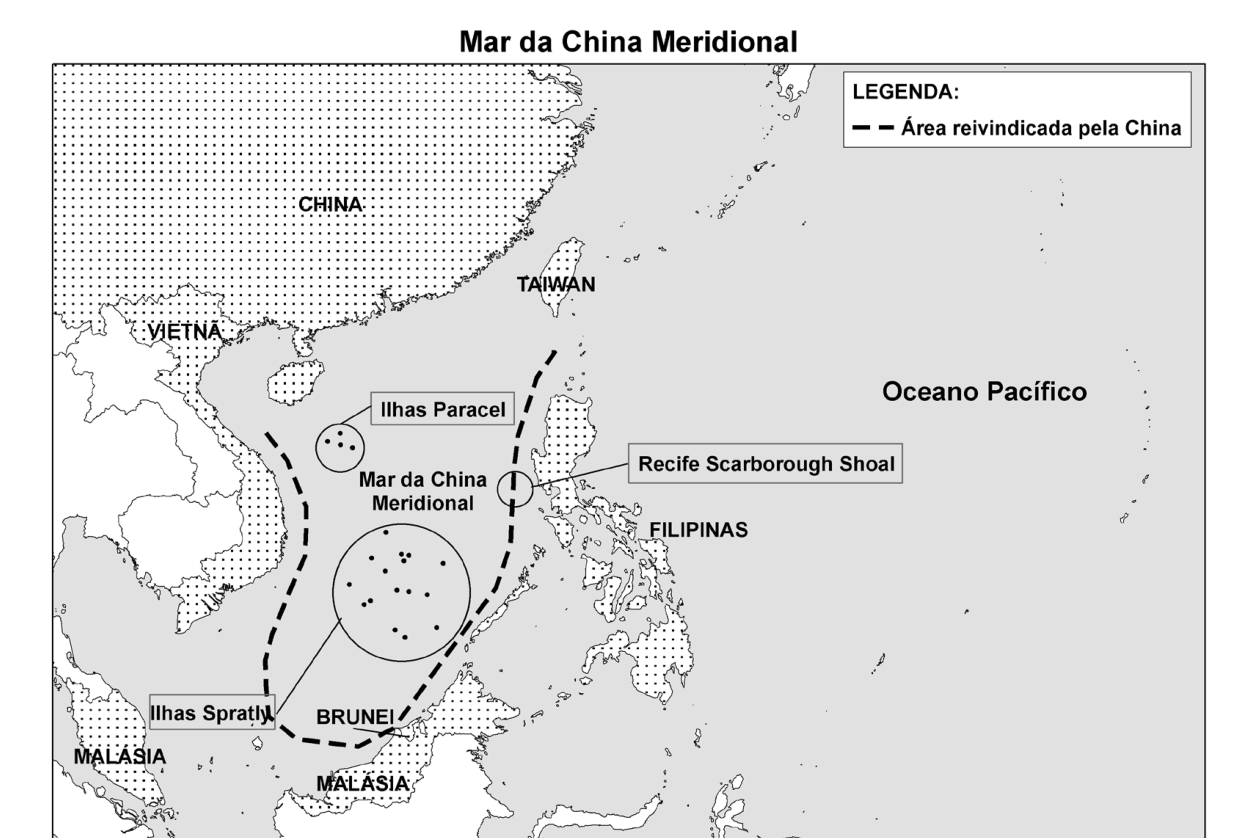 Mar da China Meridional
LEGENDA:
Área reivindicada pela China
CHINA
TAIWAN
VIETNÃ
Oceano Pacífico
Ilhas Paracel
Recife Scarborough Shoal
Mar da China
Meridional
FILIPINAS
Ilhas Spratly
BRUNEI
MALÁSIA
MALÁSIA